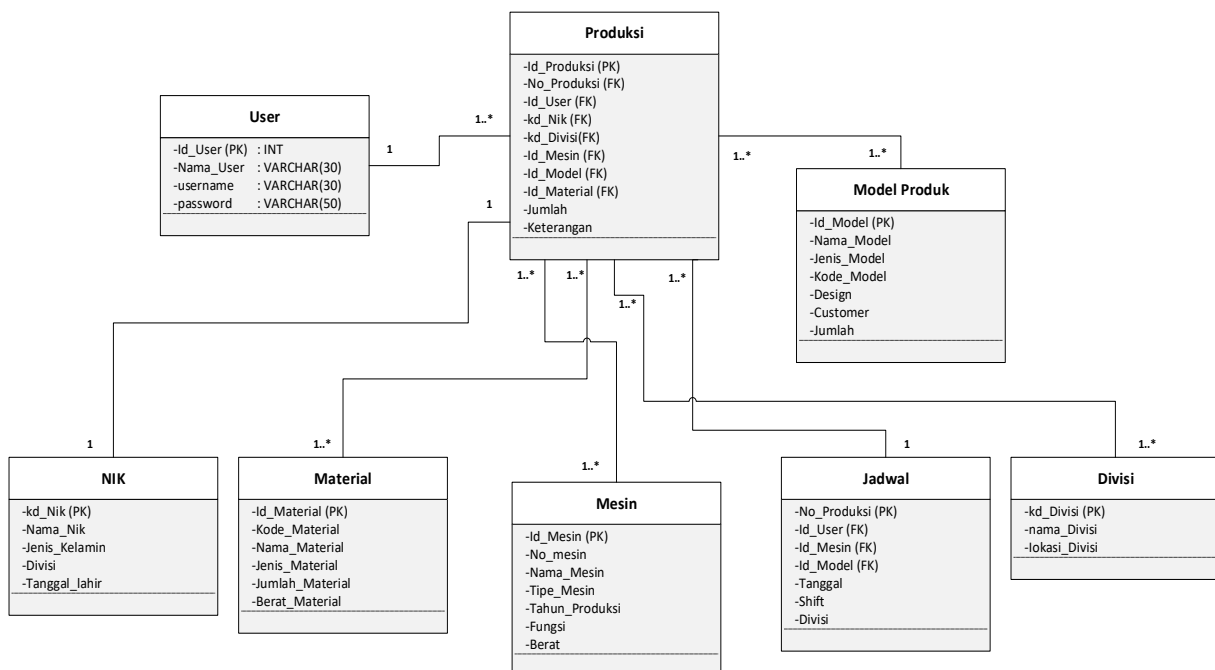 Produksi
-Id_Produksi (PK)
-No_Produksi (FK)
-Id_User (FK)
-kd_Nik (FK)
-kd_Divisi(FK)
-Id_Mesin (FK)
-Id_Model (FK)
-Id_Material (FK)
-Jumlah
-Keterangan
User
-Id_User (PK) : INT
-Nama_User : VARCHAR(30)
-username : VARCHAR(30)
-password : VARCHAR(50)
1
1..*
1..*
1..*
Model Produk
-Id_Model (PK)
-Nama_Model
-Jenis_Model
-Kode_Model
-Design
-Customer
-Jumlah
1
1..*
1..*
1..*
1..*
1
1..*
1..*
1
1..*
NIK
-kd_Nik (PK)
-Nama_Nik
-Jenis_Kelamin
-Divisi
-Tanggal_lahir
Material
-Id_Material (PK)
-Kode_Material
-Nama_Material
-Jenis_Material
-Jumlah_Material
-Berat_Material
Mesin
-Id_Mesin (PK)
-No_mesin
-Nama_Mesin
-Tipe_Mesin
-Tahun_Produksi
-Fungsi
-Berat
Jadwal
-No_Produksi (PK)
-Id_User (FK)
-Id_Mesin (FK)
-Id_Model (FK)
-Tanggal
-Shift
-Divisi
Divisi
-kd_Divisi (PK)
-nama_Divisi
-lokasi_Divisi